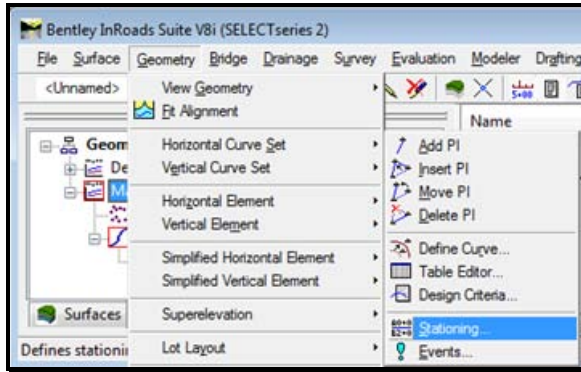 Bentley InRoads Suite V8i (SELECTseries 2)
File Surface Geometry Bridge Drainage Survey Evaluation Modeler Drafting
<Unnamed>
View Geometry
Fit Alignment
Horizontal Curve Set
Vertical Curve Set
Horizontal Element
Vertical Element
Simplified Horizontal Element
Simplified Vertical Element
Superelevation
Lot Layout
Name
Add PI
Insert PI
Move PI
Delete PI
Define Curve...
Table Editor...
Design Criteria...
Stationing...
Events...
Geom
De
Surfaces
Defines stationi